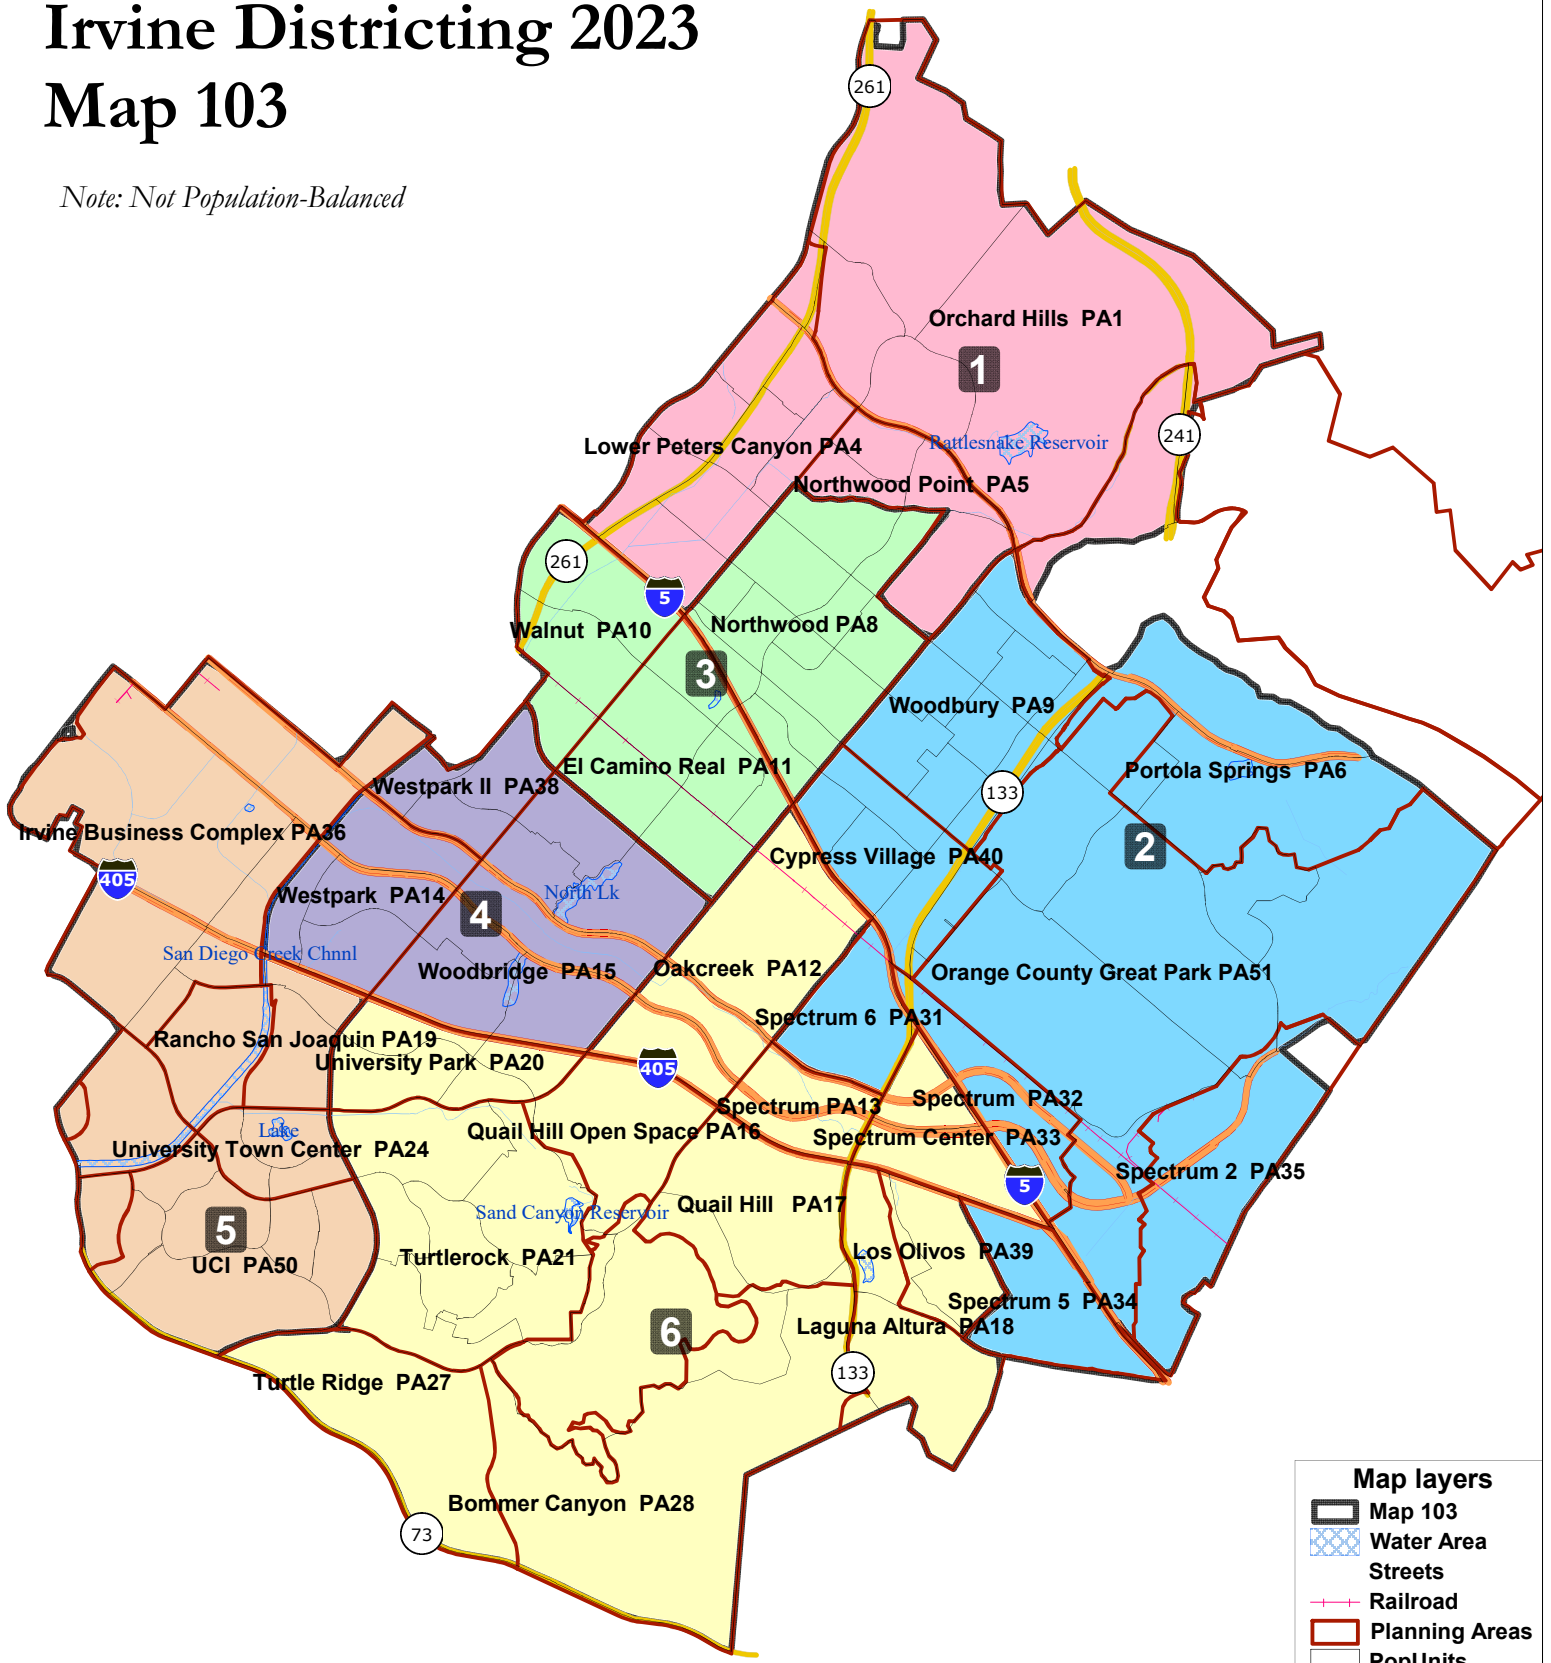 Irvine Districting 2023
Map 103
Note: Not Population-Balanced
261
Orchard Hills PA1
1
241
Rattlesnake Reservoir
Lower Peters Canyon PA4
Northwood Point PA5
261
5
Walnut PA10
Northwood PA8
3
Woodbury PA9
El Camino Real PA11
Westpark II PA38
133
Portola Springs PA6
Irvine Business Complex PA36
2
Cypress Village PA40
405
Westpark PA14
4
North Lk
San Diego Creek Chnnl
Woodbridge PA15
Oakcreek PA12
Orange County Great Park PA51
Spectrum 6 PA31
Rancho San Joaquin PA19
University Park PA20
405
Spectrum PA13
Spectrum PA32
Lake
Quail Hill Open Space PA16
Spectrum Center PA33
University Town Center PA24
Spectrum 2 PA35
5
Sand Canyon Reservoir
Quail Hill PA17
5
UCI PA50
Turtlerock PA21
Los Olivos PA39
Spectrum 5 PA34
6
Laguna Altura PA18
Turtle Ridge PA27
133
Bommer Canyon PA28
73
Map layers
Map 103
Water Area
Streets
Railroad
Planning Areas
PopUnits